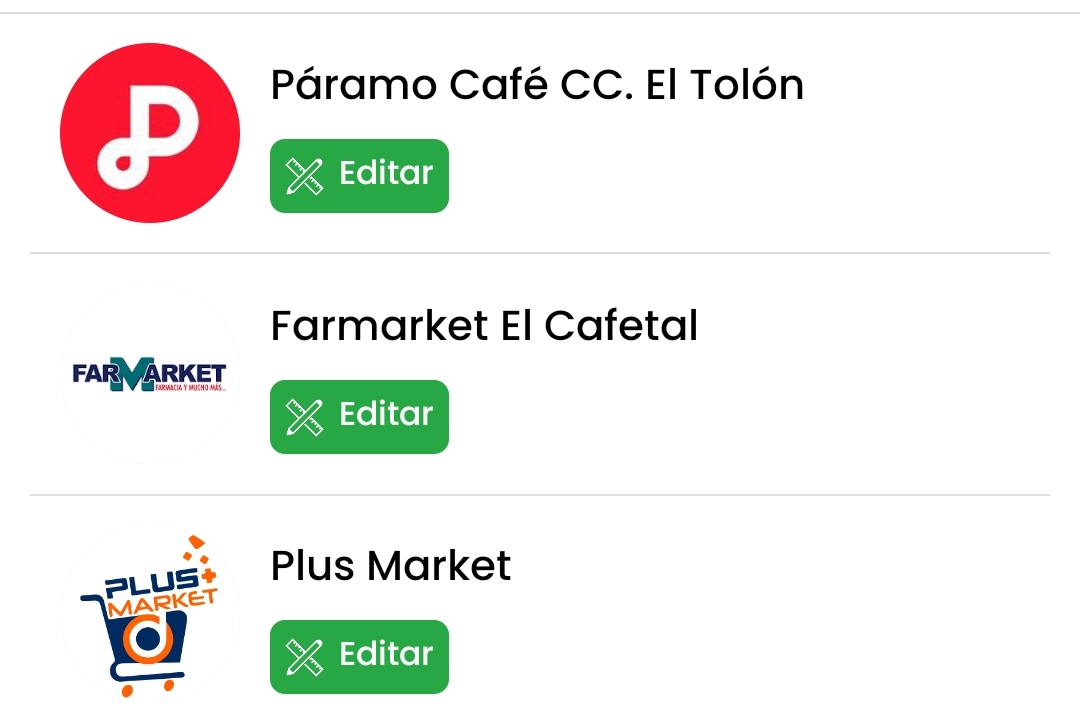 Páramo Café CC. El Tolón
Editar
Farmarket El Cafetal
FARMARKET
FARMACIA Y MUCHO MÁS...
Editar
Plus Market
PLUS+
MARKET
Editar